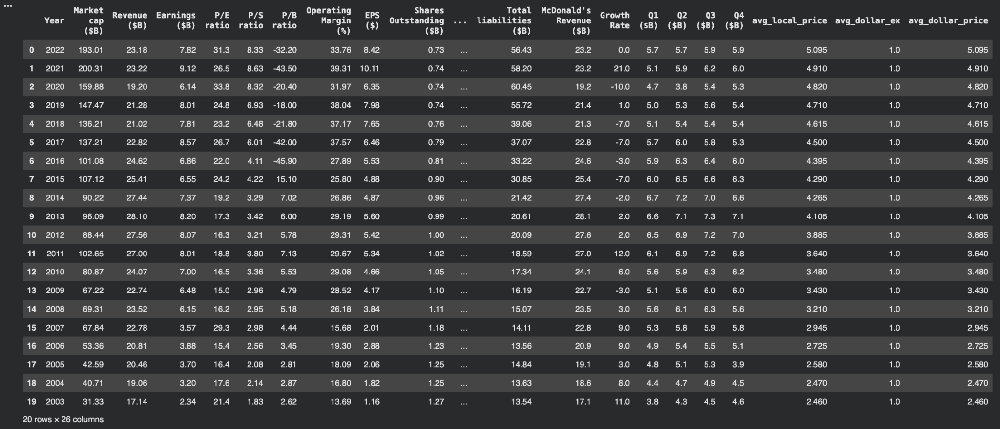 ...
Year Market cap ($B) Revenue ($B) Earnings ($B) P/E ratio P/S ratio P/B ratio Operating Margin (%) EPS ($) Shares Outstanding ($B) ... Total liabilities ($B) McDonald's Revenue ($B) Growth Rate Q1 ($B) Q2 ($B) Q3 ($B) Q4 ($B) avg_local_price avg_dollar_ex avg_dollar_price
0 2022 193.01 23.18 7.82 31.3 8.33 -32.20 33.76 8.42 0.73 ... 56.43 23.2 0.0 5.7 5.7 5.9 5.9 5.095 1.0 5.095
1 2021 200.31 23.22 9.12 26.5 8.63 -43.50 39.31 10.11 0.74 ... 58.20 23.2 21.0 5.1 5.9 6.2 6.0 4.910 1.0 4.910
2 2020 159.88 19.20 6.14 33.8 8.32 -20.40 31.97 6.35 0.74 ... 60.45 19.2 -10.0 4.7 3.8 5.4 5.3 4.820 1.0 4.820
3 2019 147.47 21.28 8.01 24.8 6.93 -18.00 38.04 7.98 0.74 ... 55.72 21.4 1.0 5.0 5.3 5.6 5.4 4.710 1.0 4.710
4 2018 136.21 21.02 7.81 23.2 6.48 -21.80 37.17 7.65 0.76 ... 39.06 21.3 -7.0 5.1 5.4 5.4 5.4 4.615 1.0 4.615
5 2017 137.21 22.82 8.57 26.7 6.01 -42.00 37.57 6.46 0.79 ... 37.07 22.8 -7.0 5.7 6.0 5.8 5.3 4.500 1.0 4.500
6 2016 101.08 24.62 6.86 22.0 4.11 -45.90 27.89 5.53 0.81 ... 33.22 24.6 -3.0 5.9 6.3 6.4 6.0 4.395 1.0 4.395
7 2015 107.12 25.41 6.55 24.2 4.22 15.10 25.80 4.88 0.90 ... 30.85 25.4 -7.0 6.0 6.5 6.6 6.3 4.290 1.0 4.290
8 2014 90.22 27.44 7.37 19.2 3.29 7.02 26.86 4.87 0.96 ... 21.42 27.4 -2.0 6.7 7.2 7.0 6.6 4.265 1.0 4.265
9 2013 96.09 28.10 8.20 17.3 3.42 6.00 29.19 5.60 0.99 ... 20.61 28.1 2.0 6.6 7.1 7.3 7.1 4.105 1.0 4.105
10 2012 88.44 27.56 8.07 16.3 3.21 5.78 29.31 5.42 1.00 ... 20.09 27.6 2.0 6.5 6.9 7.2 7.0 3.885 1.0 3.885
11 2011 102.65 27.00 8.01 18.8 3.80 7.13 29.67 5.34 1.02 ... 18.59 27.0 12.0 6.1 6.9 7.2 6.8 3.640 1.0 3.640
12 2010 80.87 24.07 7.00 16.5 3.36 5.53 29.08 4.66 1.05 ... 17.34 24.1 6.0 5.6 5.9 6.3 6.2 3.480 1.0 3.480
13 2009 67.22 22.74 6.48 15.0 2.96 4.79 28.52 4.17 1.10 ... 16.19 22.7 -3.0 5.1 5.6 6.0 6.0 3.430 1.0 3.430
14 2008 69.31 23.52 6.15 16.2 2.95 5.18 26.18 3.84 1.11 ... 15.07 23.5 3.0 5.6 6.1 6.3 5.6 3.210 1.0 3.210
15 2007 67.84 22.78 3.57 29.3 2.98 4.44 15.68 2.01 1.18 ... 14.11 22.8 9.0 5.3 5.8 5.9 5.8 2.945 1.0 2.945
16 2006 53.36 20.81 3.88 15.4 2.56 3.45 19.30 2.88 1.23 ... 13.56 20.9 9.0 4.9 5.4 5.5 5.1 2.725 1.0 2.725
17 2005 42.59 20.46 3.70 16.4 2.08 2.81 18.09 2.06 1.25 ... 14.84 19.1 3.0 4.8 5.1 5.3 3.9 2.580 1.0 2.580
18 2004 40.71 19.06 3.20 17.6 2.14 2.87 16.80 1.82 1.25 ... 13.63 18.6 8.0 4.4 4.7 4.9 4.5 2.470 1.0 2.470
19 2003 31.33 17.14 2.34 21.4 1.83 2.62 13.69 1.16 1.27 ... 13.54 17.1 11.0 3.8 4.3 4.5 4.6 2.460 1.0 2.460
20 rows × 26 columns